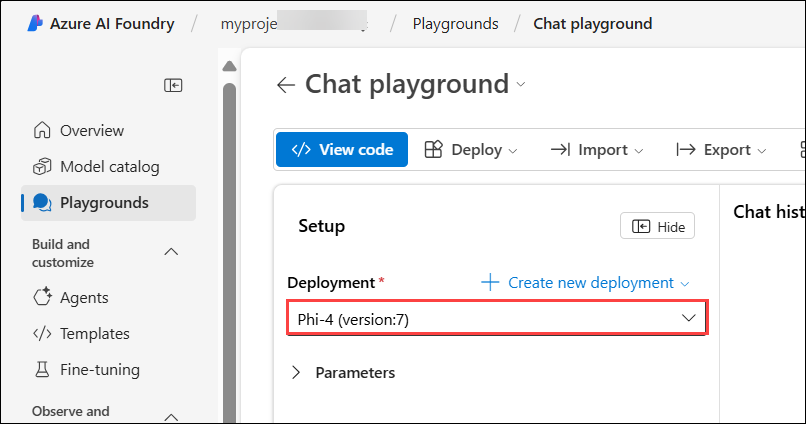 Azure AI Foundry / myproje / Playgrounds / Chat playground
Chat playground
Overview
Model catalog
Playgrounds
Build and
customize
Agents
Templates
Fine-tuning
Observe and
View code
Deploy
Import
Export
Setup
Hide
Chat hist
Deployment *
Create new deployment
Phi-4 (version:7)
Parameters